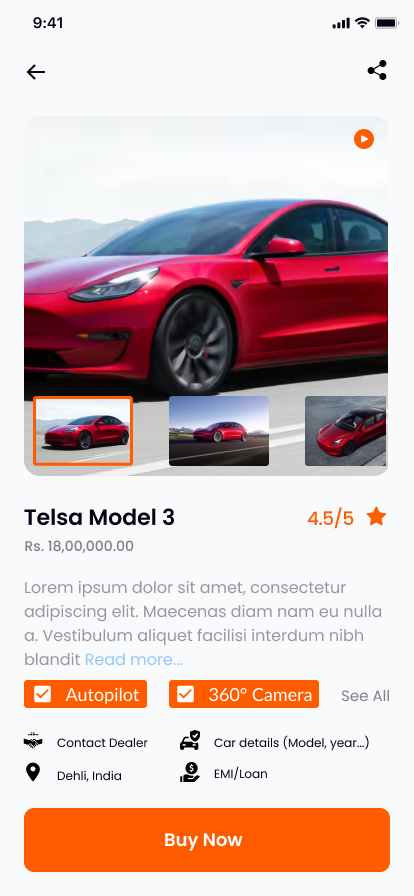 9:41
Telsa Model 3
4.5/5
Rs. 18,00,000.00
Lorem ipsum dolor sit amet, consectetur
adipiscing elit. Maecenas diam nam eu nulla
a. Vestibulum aliquet facilisi interdum nibh
blandit Read more...
Autopilot
360° Camera
See All
Contact Dealer
Car details (Model, year...)
Dehli, India
EMI/Loan
Buy Now